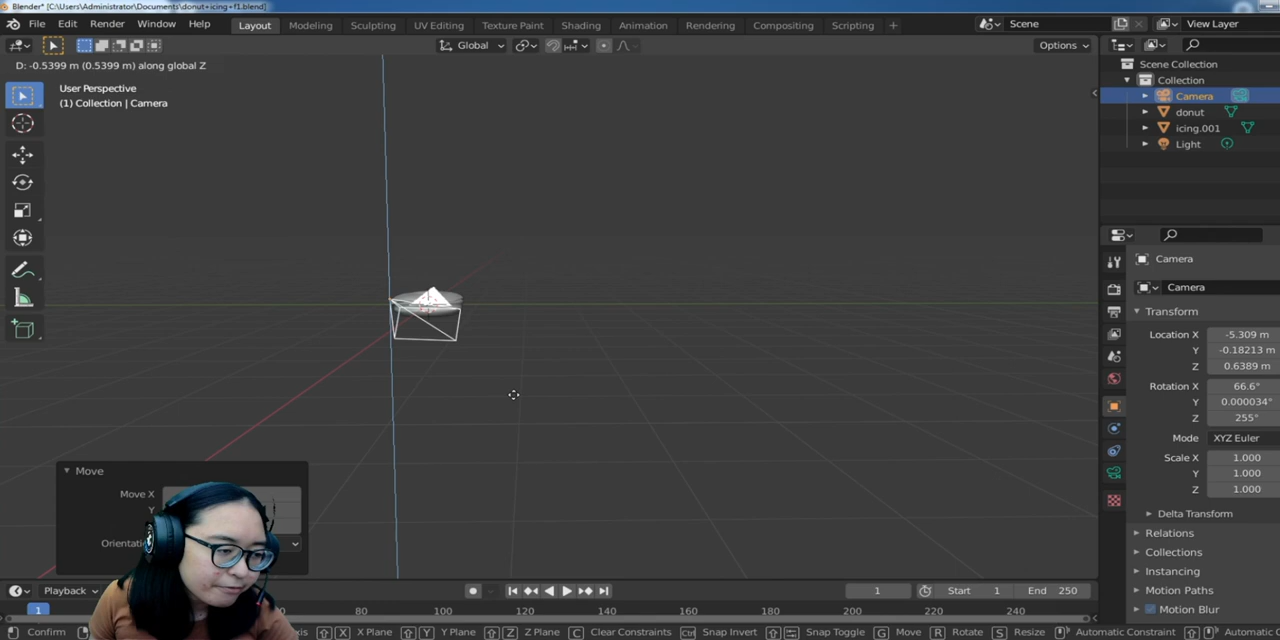 Blender* [C:\Users\Administrator\Documents\donut+icing+f1.blend]
File Edit Render Window Help Layout Modeling Sculpting UV Editing Texture Paint Shading Animation Rendering Compositing Scripting + Scene View Layer
Global Options
D: -0.5399 m (0.5399 m) along global Z
User Perspective
(1) Collection | Camera
Scene Collection
Collection
Camera
donut
icing.001
Light
Camera
Camera
Transform
Location X -5.309 m
Y -0.18213 m
Z 0.6389 m
Rotation X 66.6°
Y 0.000034°
Z 255°
Mode XYZ Euler
Scale X 1.000
Y 1.000
Z 1.000
Delta Transform
Relations
Collections
Instancing
Motion Paths
Motion Blur
Move
Move X
Y
Playback 1 Start 1 End 250
1 80 100 120 140 160 180 200 220 240
Confirm X X Plane Y Y Plane Z Z Plane C Clear Constraints Ctrl Snap Invert Snap Toggle G Move R Rotate S Resize Automatic Constraint